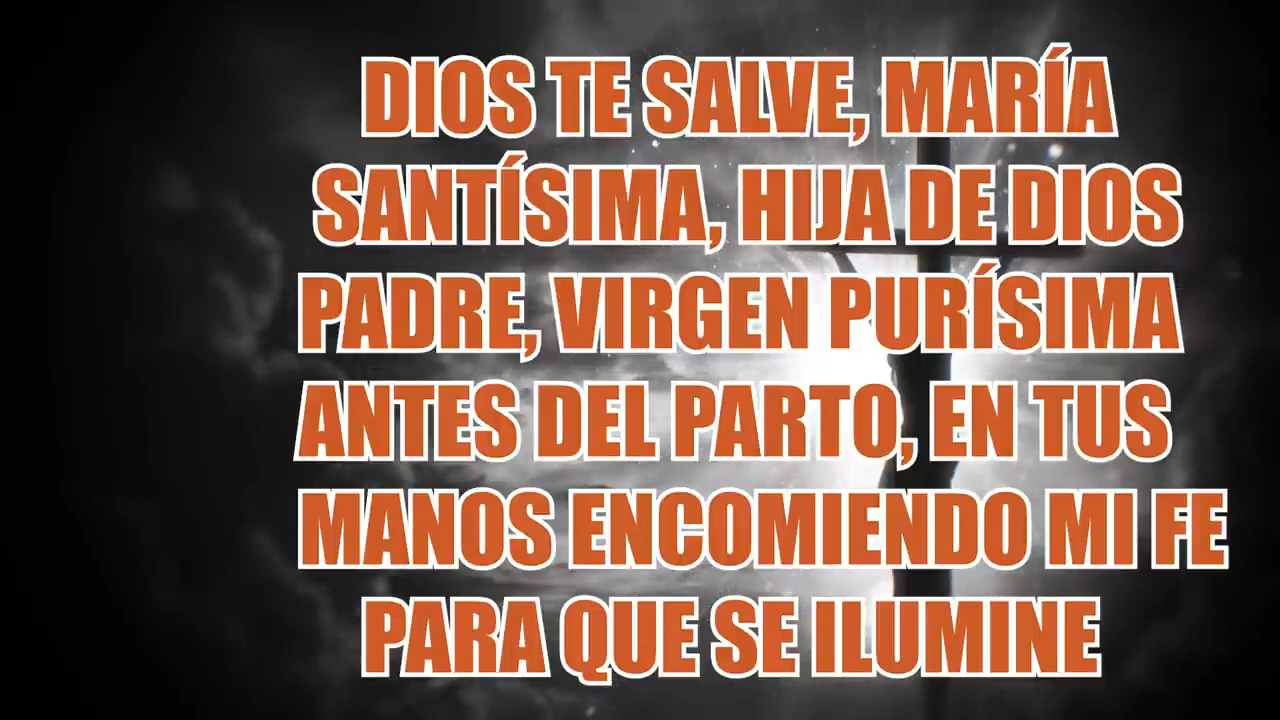 DIOS TE SALVE, MARÍA
SANTÍSIMA, HIJA DE DIOS
PADRE, VIRGEN PURÍSIMA
ANTES DEL PARTO, EN TUS
MANOS ENCOMIENDO MI FE
PARA QUE SE ILUMINE